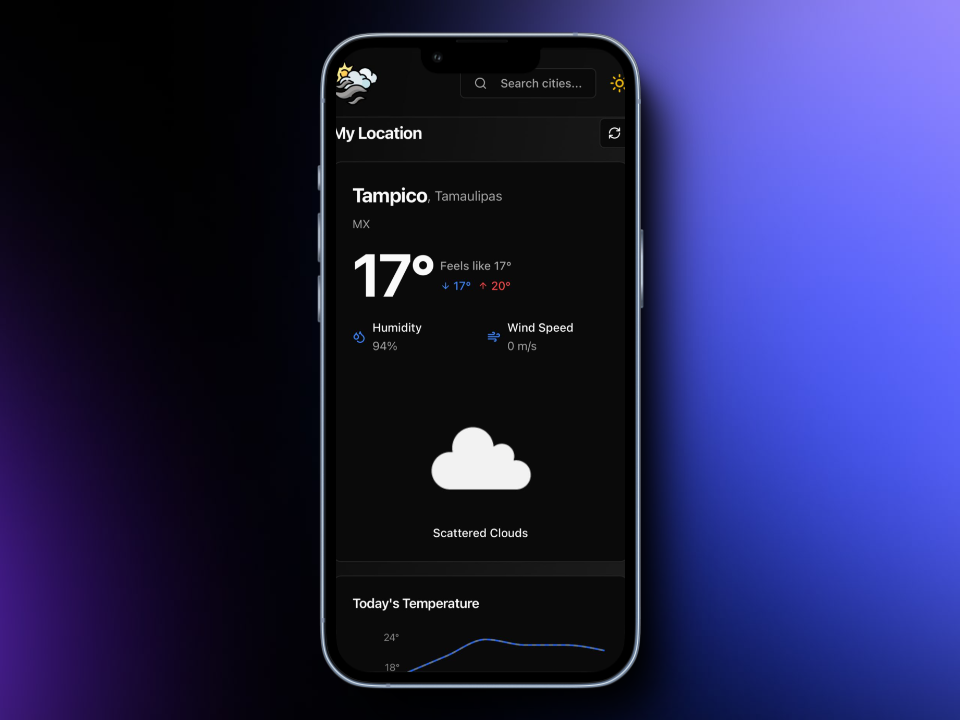 Search cities...
My Location
Tampico, Tamaulipas
MX
17°
Feels like 17°
↓ 17° ↑ 20°
Humidity
94%
Wind Speed
0 m/s
Scattered Clouds
Today's Temperature
24°
18°